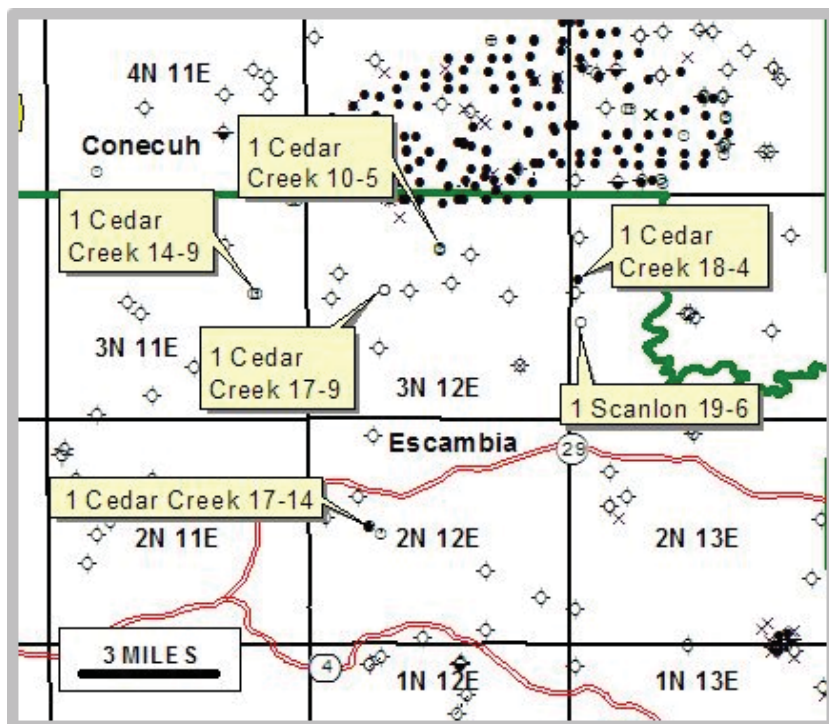 4N 11E
Conecuh
1 Cedar
Creek 10-5
1 Cedar
Creek 14-9
1 Cedar
Creek 18-4
3N 11E
1 Cedar
Creek 17-9
3N 12E
1 Scanlon 19-6
Escambia
29
1 Cedar Creek 17-14
2N 11E
2N 12E
2N 13E
3 MILES
4
1N 12E
1N 13E